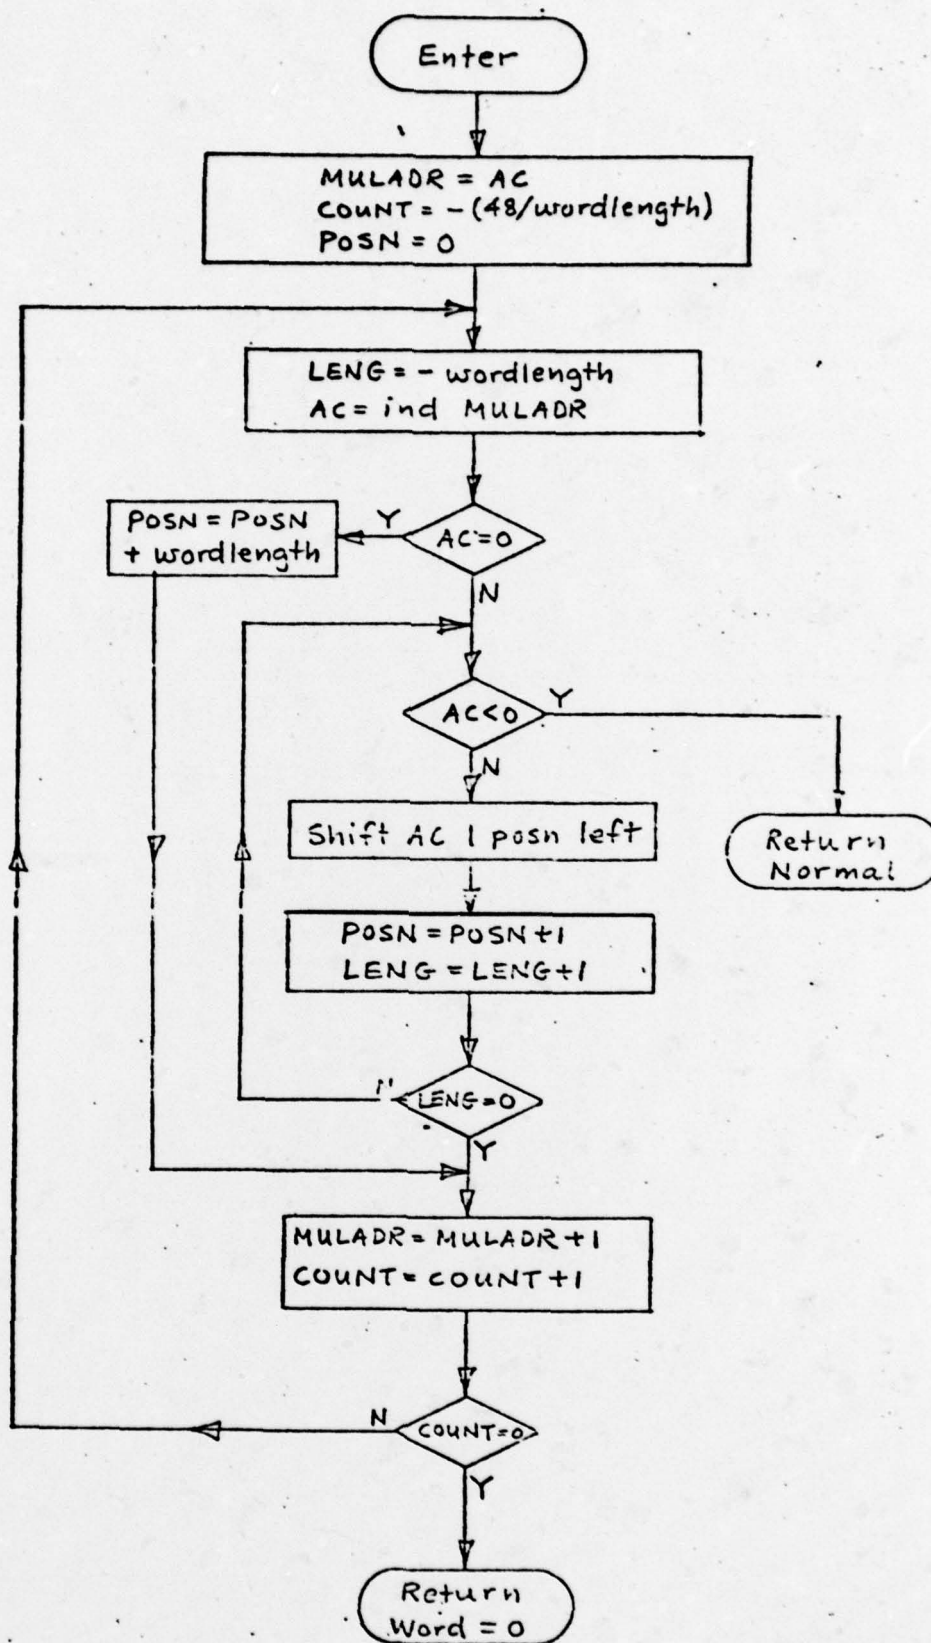 Enter
MULADR = AC
COUNT = -(48/wordlength)
POSN = 0
LENG = - wordlength
AC = ind MULADR
POSN = POSN
+ wordlength
Y
AC = 0
N
AC < 0
Y
N
Shift AC 1 posn left
Return
Normal
POSN = POSN+1
LENG = LENG+1
LENG = 0
Y
MULADR = MULADR + 1
COUNT = COUNT + 1
N
COUNT = 0
Y
Return
Word = 0